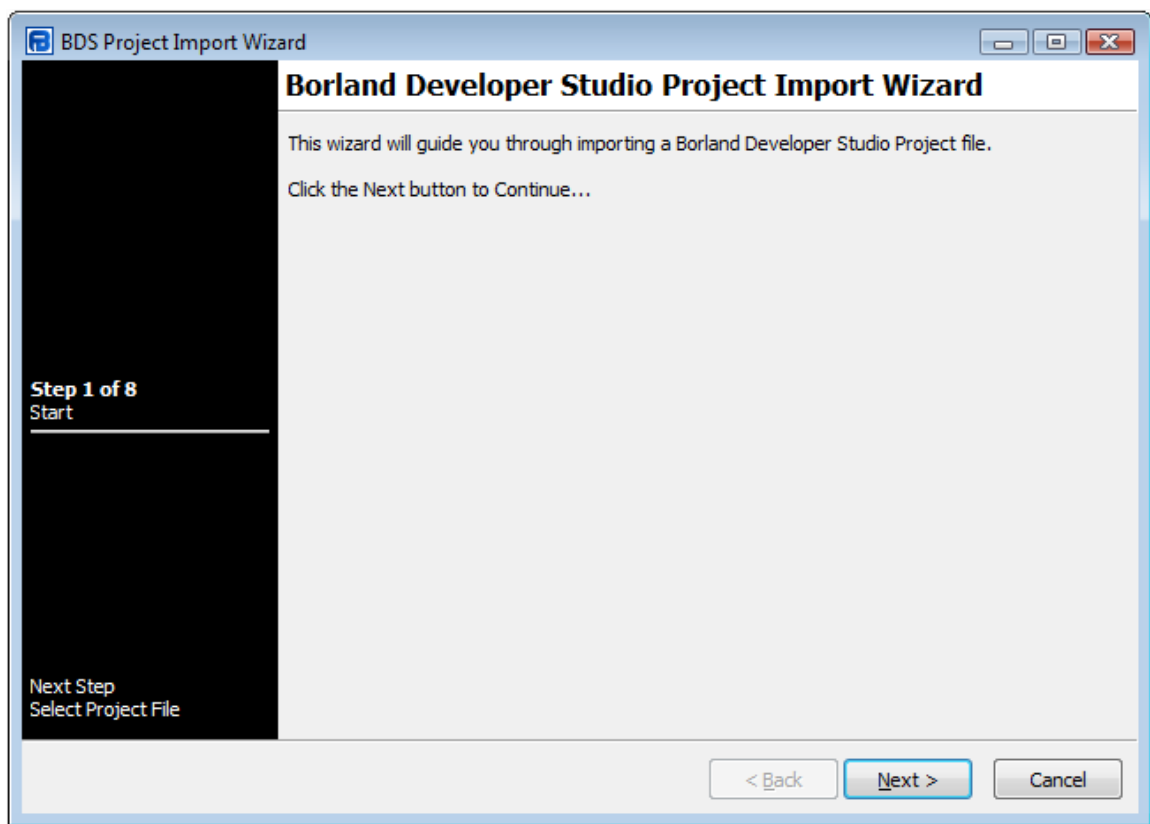 BDS Project Import Wizard
Borland Developer Studio Project Import Wizard
This wizard will guide you through importing a Borland Developer Studio Project file.
Click the Next button to Continue...
Step 1 of 8
Start
Next Step
Select Project File
< Back
Next >
Cancel